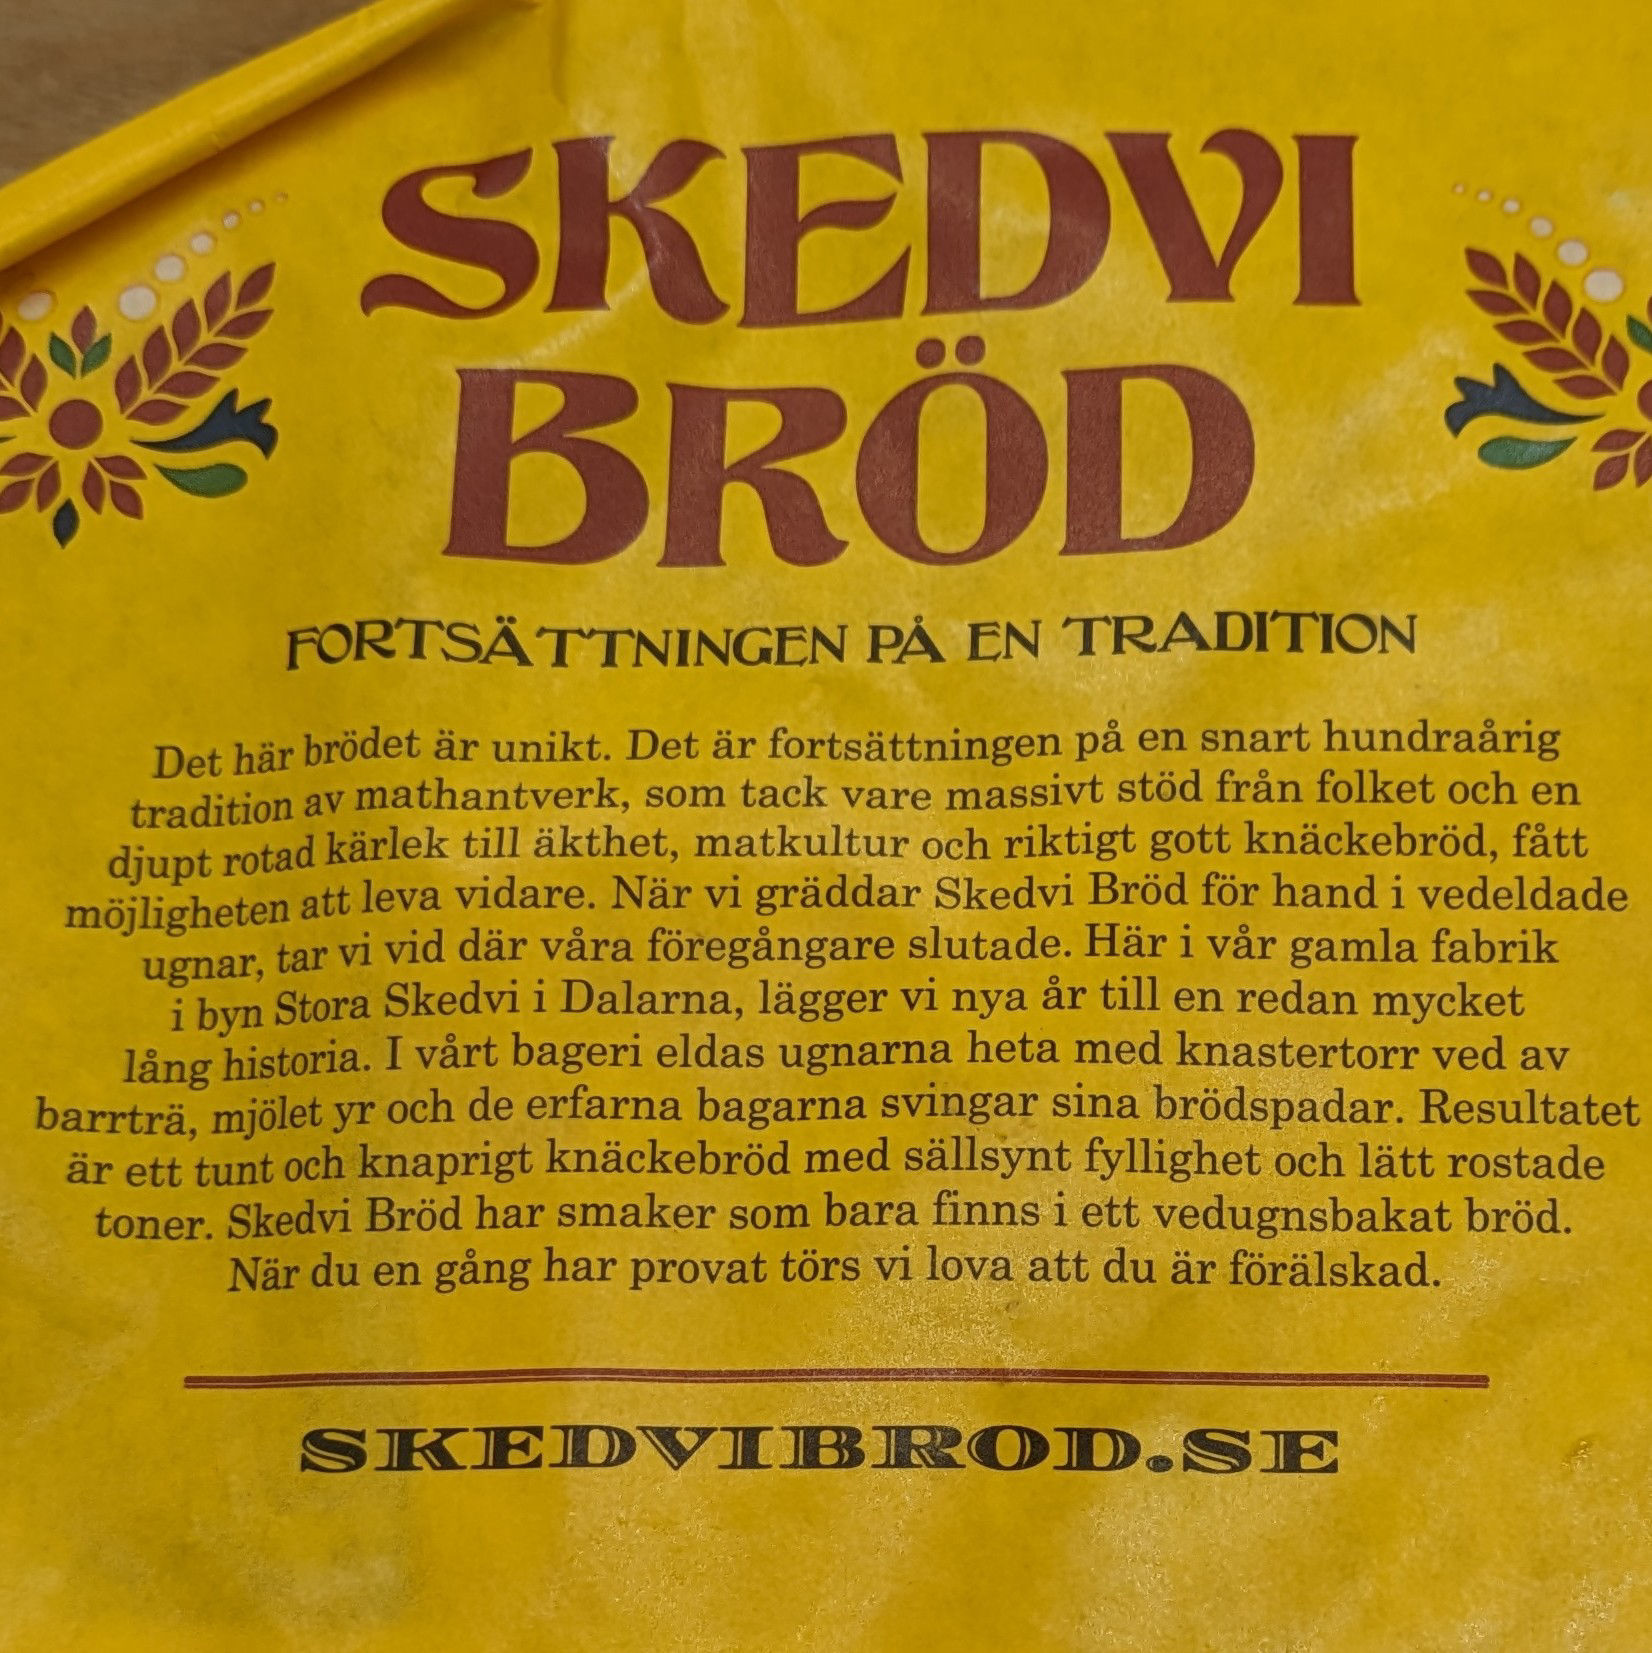 SKEDVI
BRÖD
FORTSÄTTNINGEN PÅ EN TRADITION
Det här brödet är unikt. Det är fortsättningen på en snart hundraårig
tradition av mathantverk, som tack vare massivt stöd från folket och en
djupt rotad kärlek till äkthet, matkultur och riktigt gott knäckebröd, fått
möjligheten att leva vidare. När vi gräddar Skedvi Bröd för hand i vedeldade
ugnar, tar vi vid där våra föregångare slutade. Här i vår gamla fabrik
i byn Stora Skedvi i Dalarna, lägger vi nya år till en redan mycket
lång historia. I vårt bageri eldas ugnarna heta med knastertorr ved av
barrträ, mjölet yr och de erfarna bagarna svingar sina brödspadar. Resultatet
är ett tunt och knaprigt knäckebröd med sällsynt fyllighet och lätt rostade
toner. Skedvi Bröd har smaker som bara finns i ett vedugnsbakat bröd.
När du en gång har provat törs vi lova att du är förälskad.
SKEDVIBROD.SE